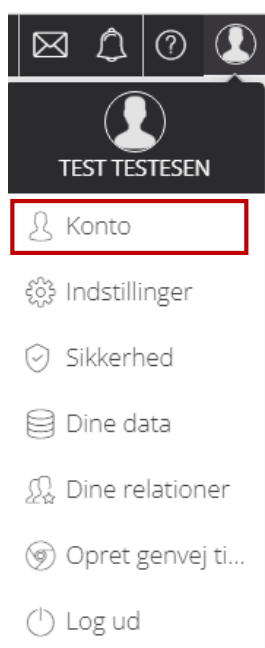 TEST TESTESEN
Konto
Indstillinger
Sikkerhed
Dine data
Dine relationer
Opret genvej ti...
Log ud